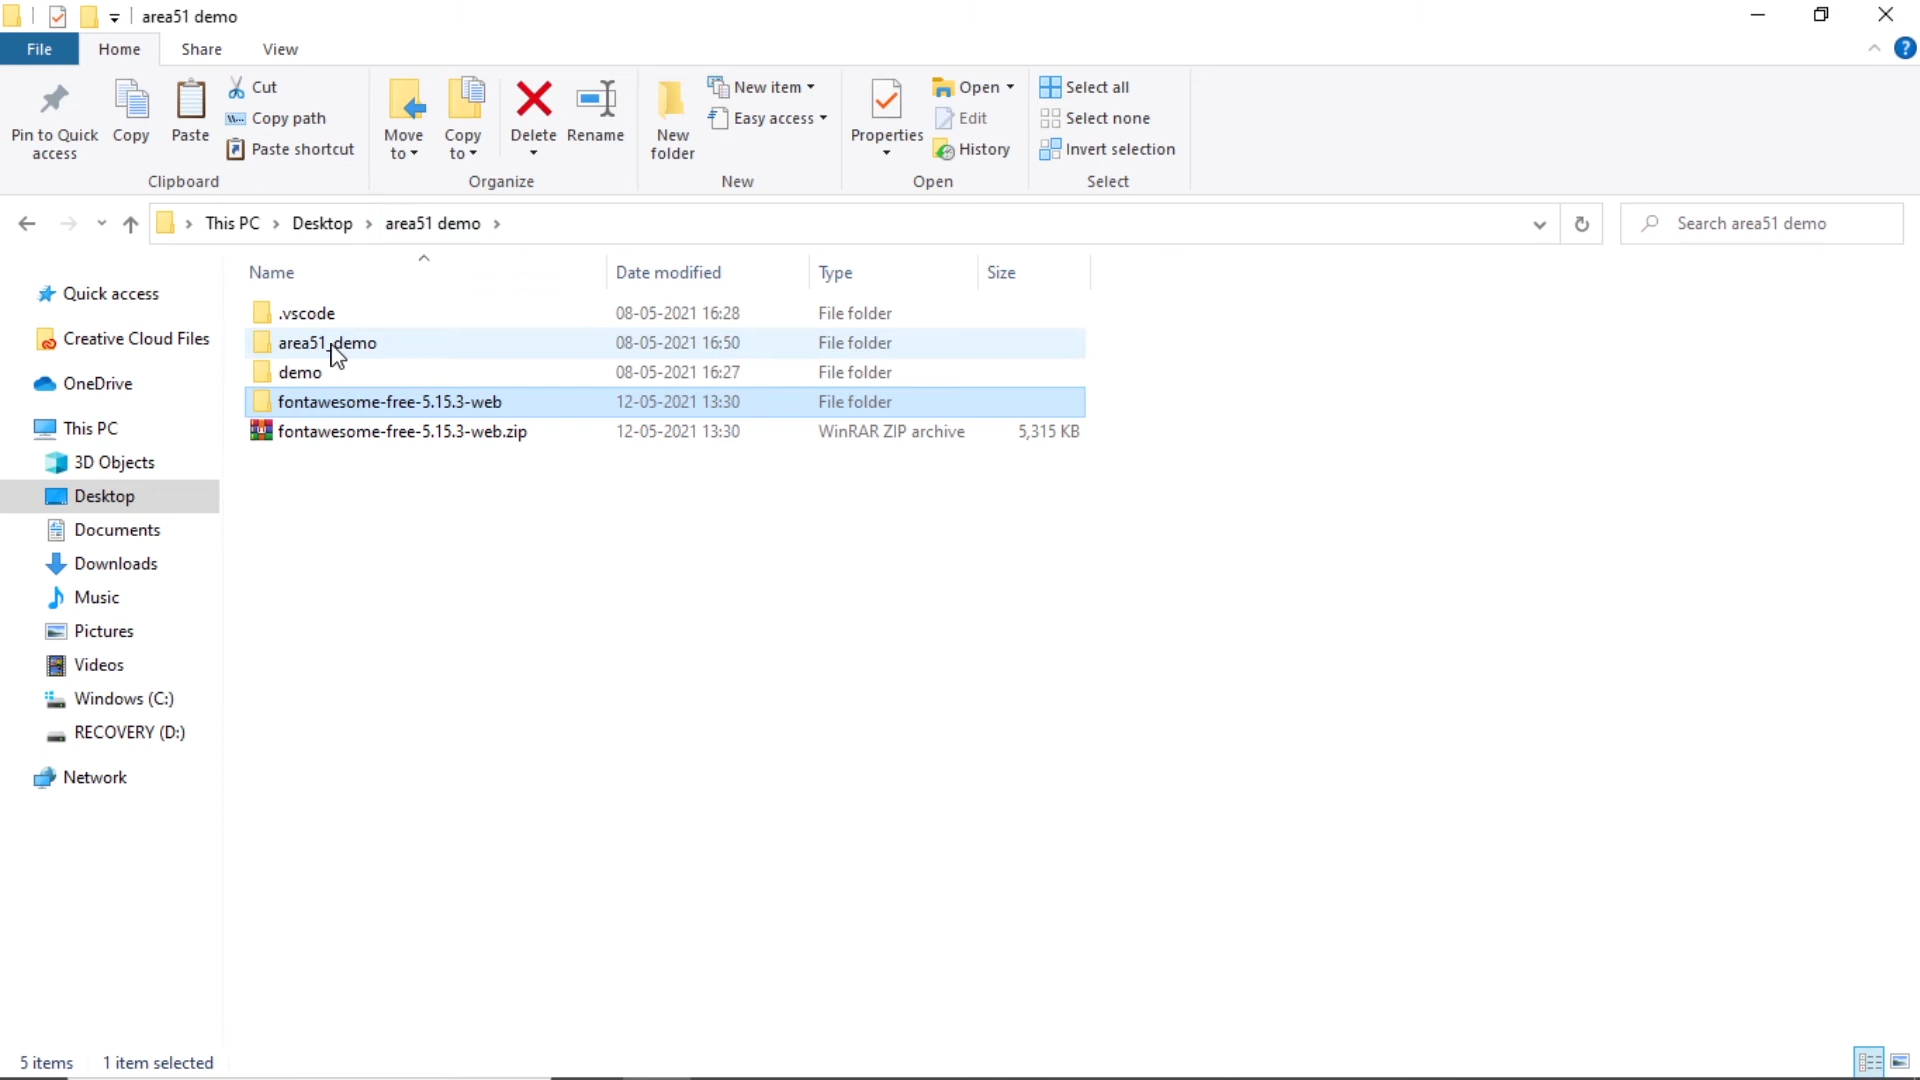 area51 demo
File Home Share View
Pin to Quick access Copy Paste Cut Copy path Paste shortcut
Clipboard
Move to Copy to Delete Rename
Organize
New folder New item Easy access
New
Properties Open Edit History
Open
Select all Select none Invert selection
Select
This PC > Desktop > area51 demo >
Search area51 demo
Name Date modified Type Size
.vscode 08-05-2021 16:28 File folder
area51_demo 08-05-2021 16:50 File folder
demo 08-05-2021 16:27 File folder
fontawesome-free-5.15.3-web 12-05-2021 13:30 File folder
fontawesome-free-5.15.3-web.zip 12-05-2021 13:30 WinRAR ZIP archive 5,315 KB
Quick access
Creative Cloud Files
OneDrive
This PC
3D Objects
Desktop
Documents
Downloads
Music
Pictures
Videos
Windows (C:)
RECOVERY (D:)
Network
5 items 1 item selected